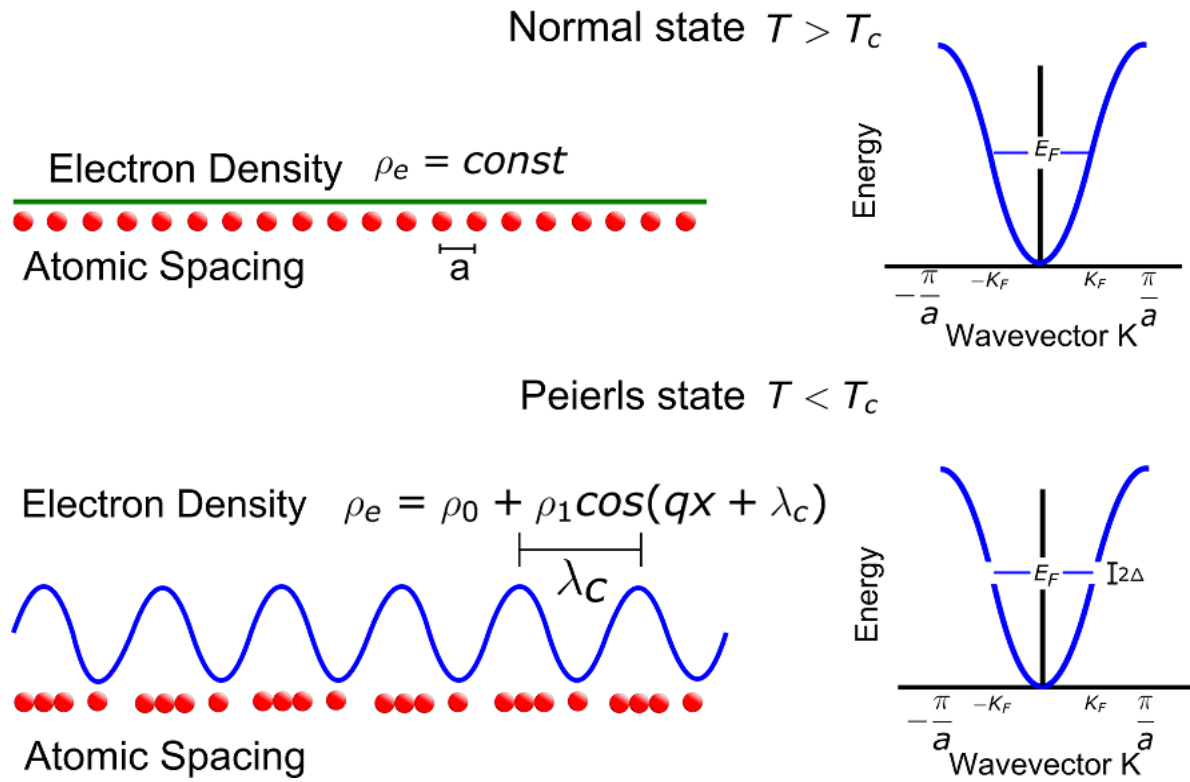 Normal state T > T_c
Electron Density ρ_e = const
Atomic Spacing
a
Energy
E_F
-π/a
-K_F
K_F
π/a
Wavevector K
Peierls state T < T_c
Electron Density ρ_e = ρ_0 + ρ_1cos(qx + λ_c)
λ_c
Atomic Spacing
Energy
E_F
2Δ
-π/a
-K_F
K_F
π/a
Wavevector K